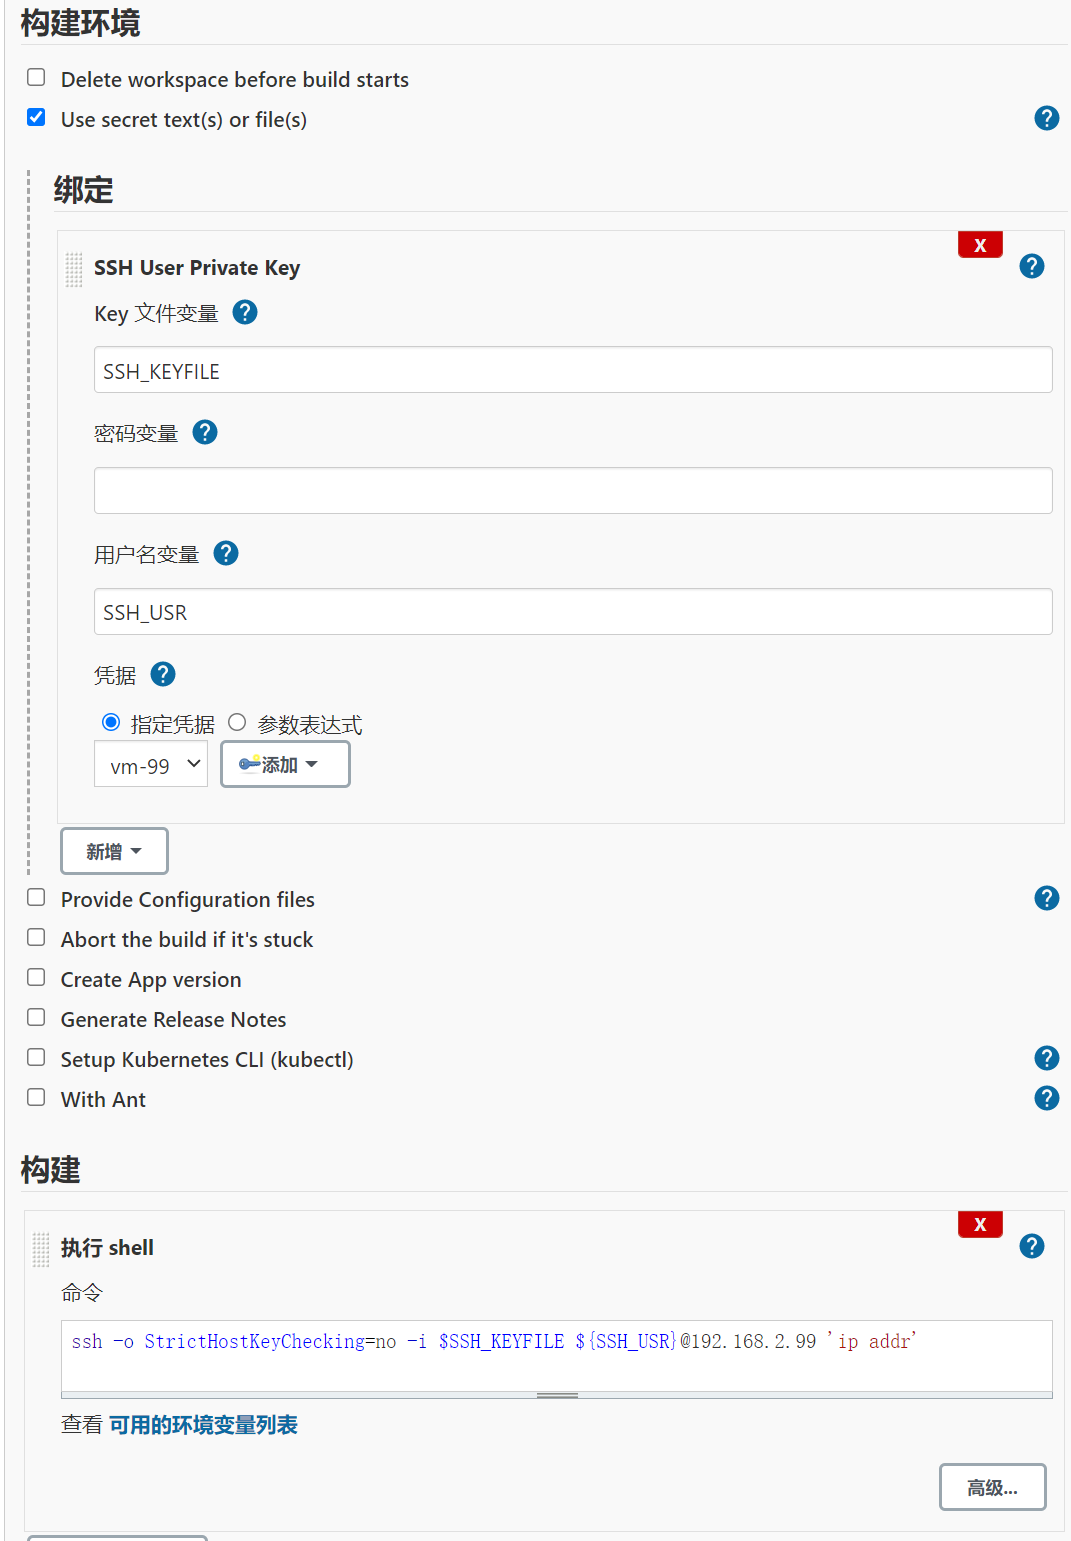 构建环境
Delete workspace before build starts
Use secret text(s) or file(s)
绑定
X
SSH User Private Key
Key 文件变量
SSH_KEYFILE
密码变量
用户名变量
SSH_USR
凭据
指定凭据 参数表达式
vm-99 添加
新增
Provide Configuration files
Abort the build if it's stuck
Create App version
Generate Release Notes
Setup Kubernetes CLI (kubectl)
With Ant
构建
X
执行 shell
命令
ssh -o StrictHostKeyChecking=no -i $SSH_KEYFILE ${SSH_USR}@192.168.2.99 'ip addr'
查看 可用的环境变量列表
高级...